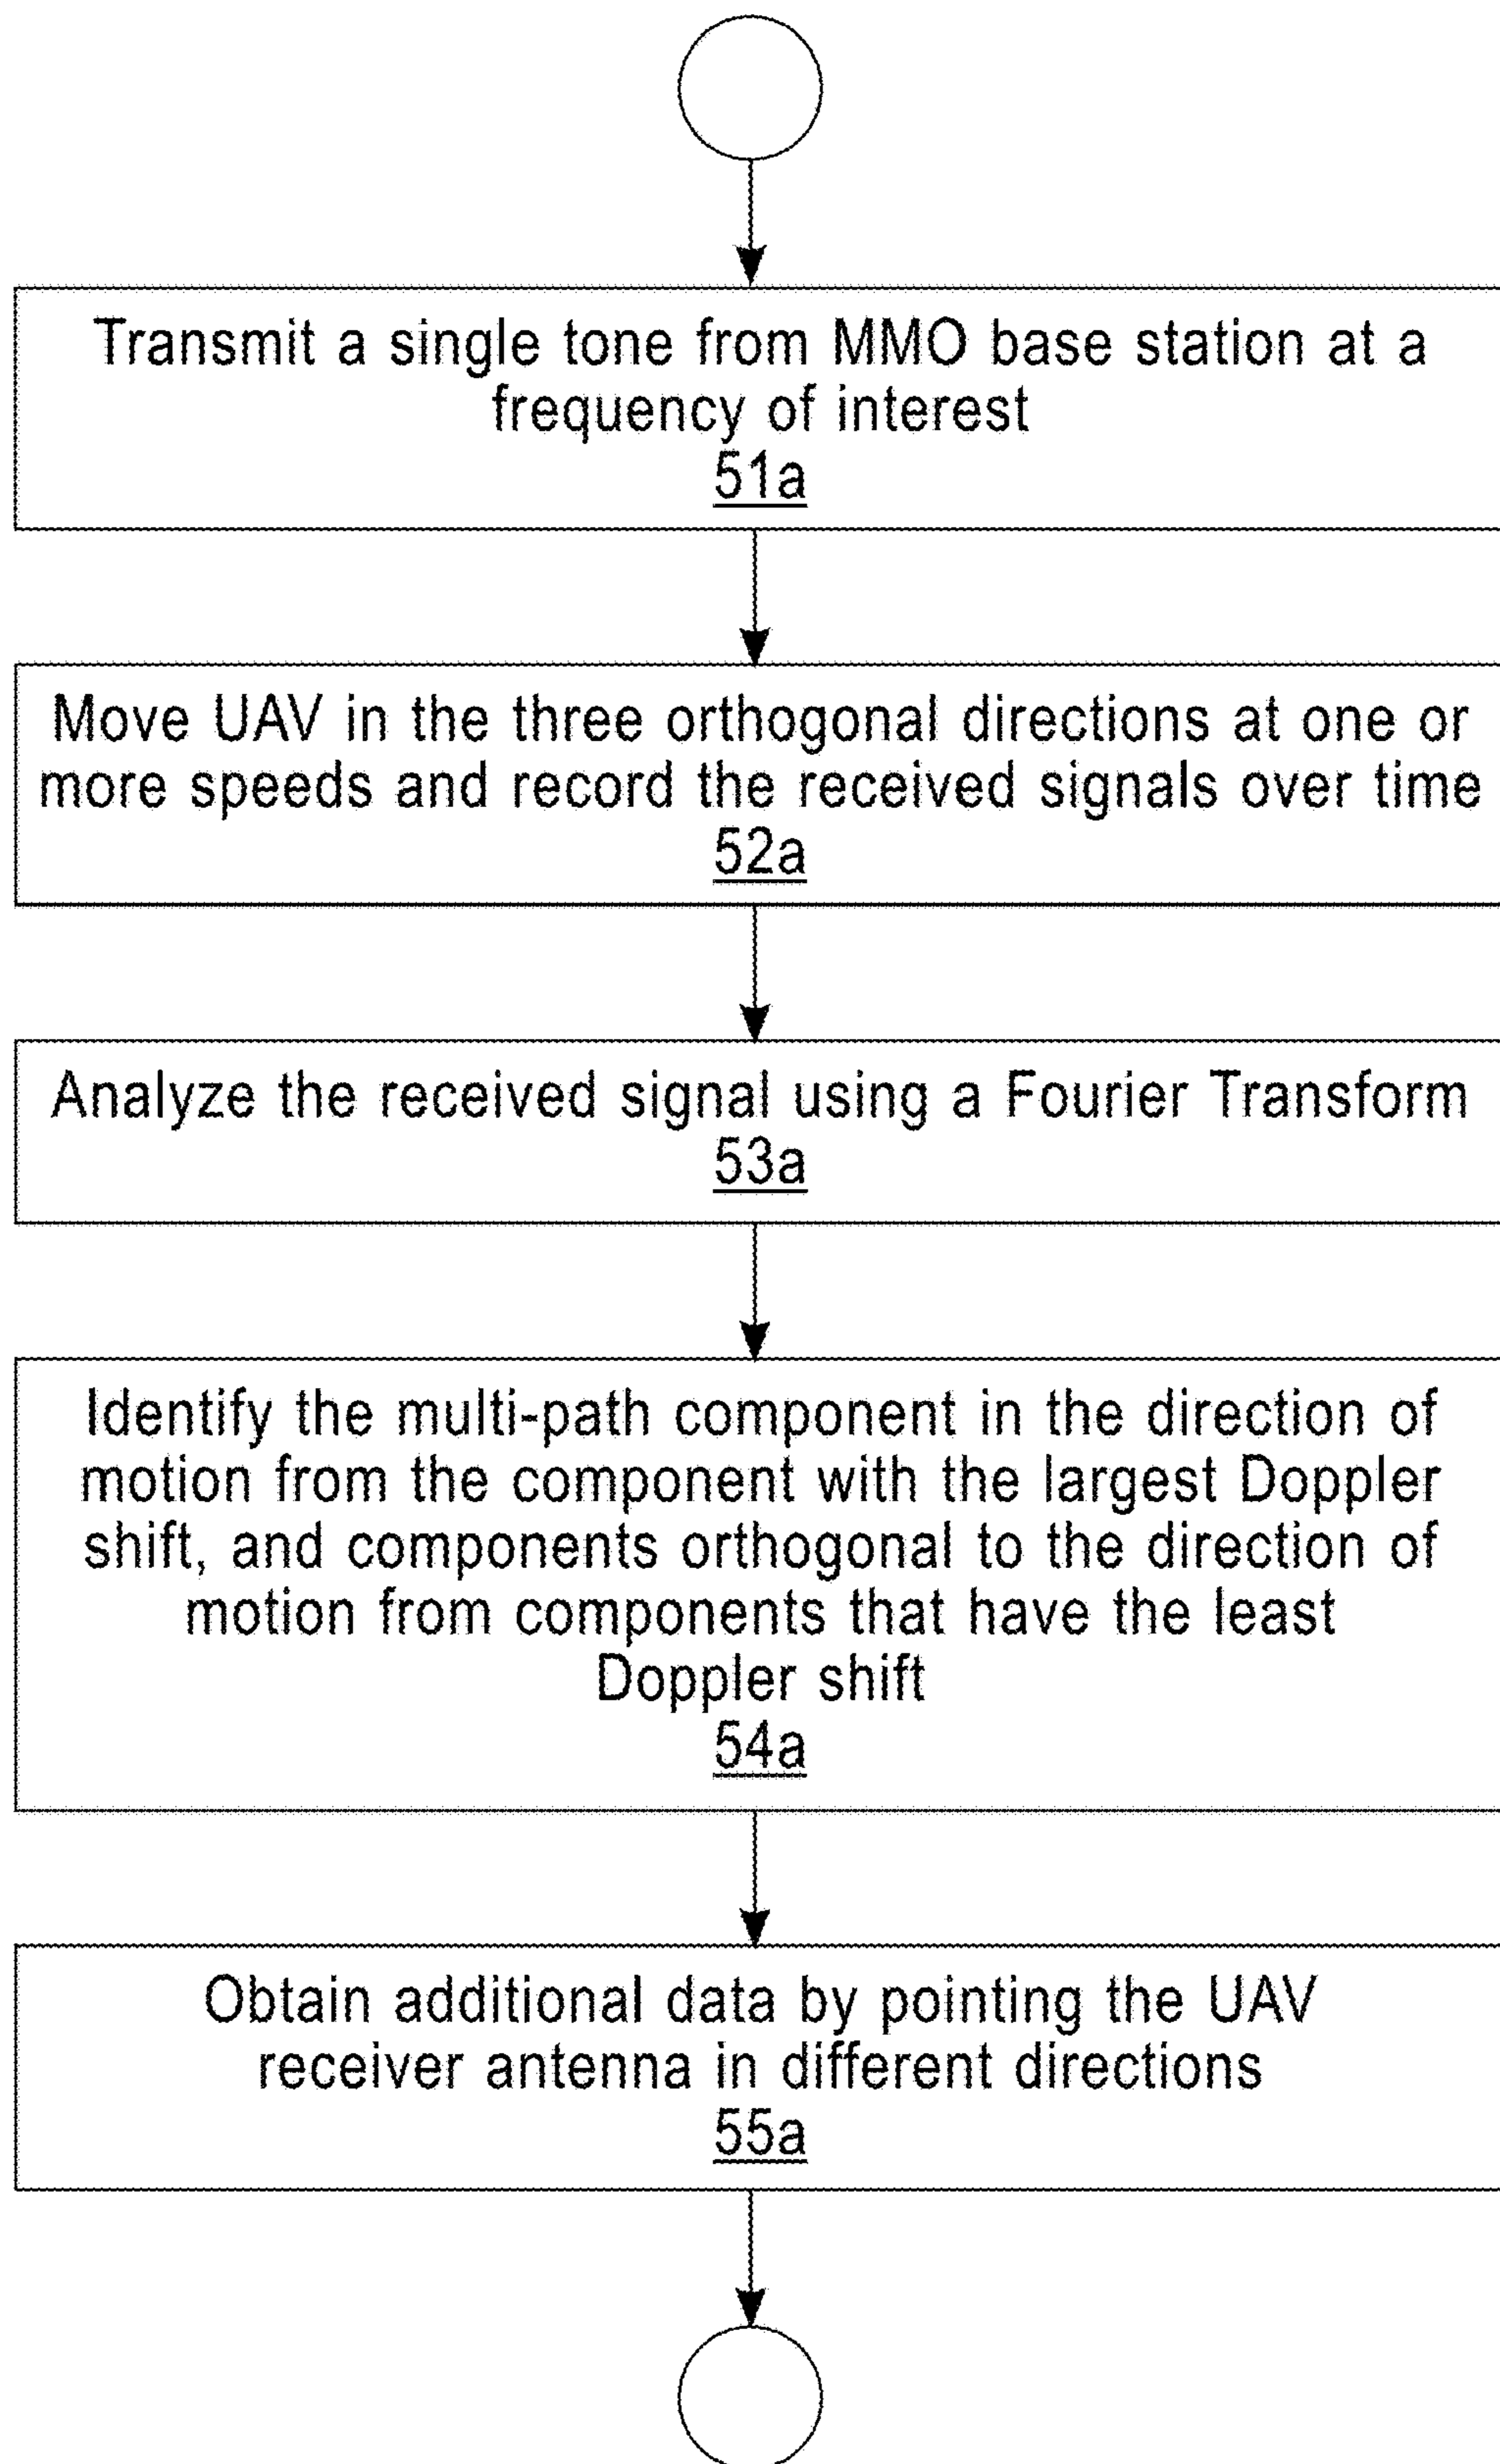 Transmit a single tone from MMO base station at a
frequency of interest
51a
Move UAV in the three orthogonal directions at one or
more speeds and record the received signals over time
52a
Analyze the received signal using a Fourier Transform
53a
Identify the multi-path component in the direction of
motion from the component with the largest Doppler
shift, and components orthogonal to the direction of
motion from components that have the least
Doppler shift
54a
Obtain additional data by pointing the UAV
receiver antenna in different directions
55a